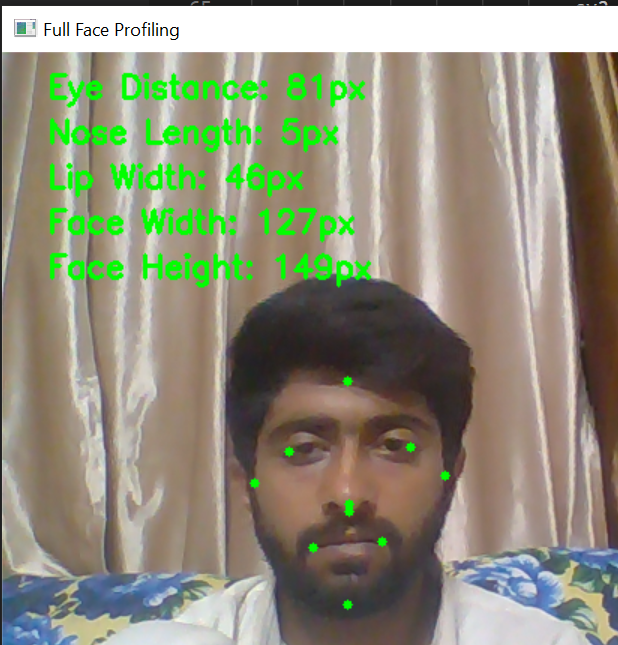 Full Face Profiling
Eye Distance: 81px
Nose Length: 5px
Lip Width: 46px
Face Width: 127px
Face Height: 149px